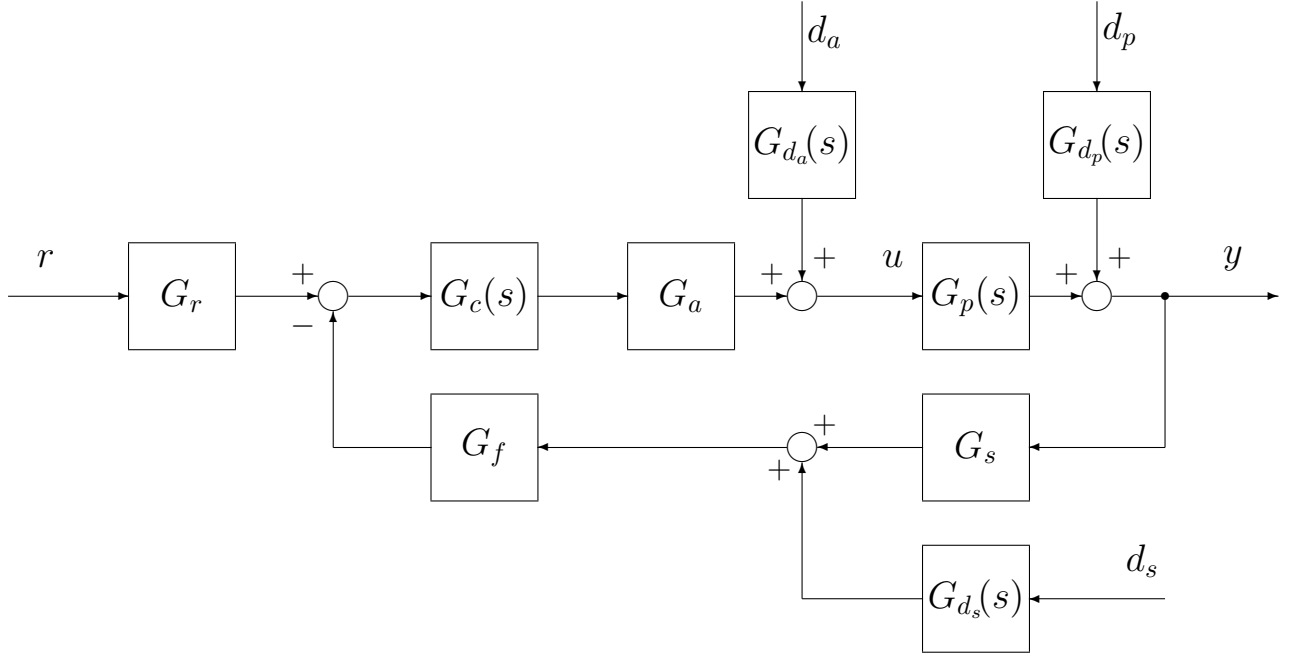 d_a
d_p
G_{d_a}(s)
G_{d_p}(s)
r
+
+
u
+
y
G_r
+
G_c(s)
G_a
+
G_p(s)
+
−
G_f
+
G_s
+
d_s
G_{d_s}(s)